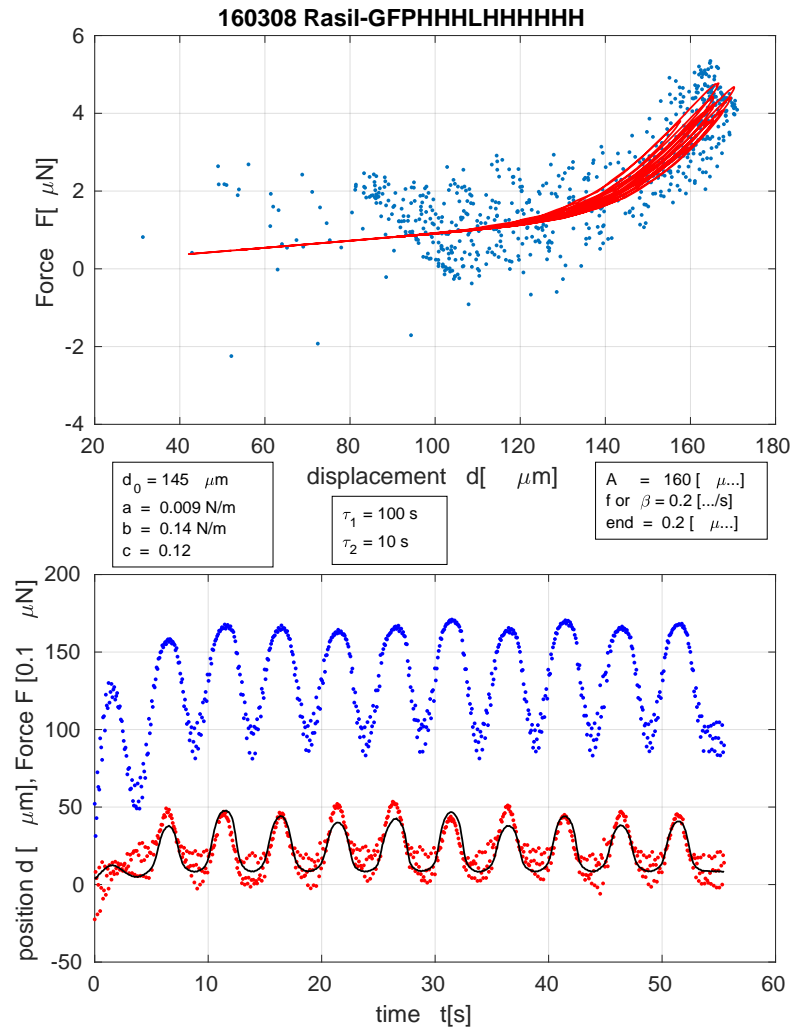 160308 Rasil-GFPHHHLHHHHHH
6
4
2
0
-2
-4
Force F[ μN]
20 40 60 80 100 120 140 160 180
displacement d[ μm]
d0 = 145 μm
a = 0.009 N/m
b = 0.14 N/m
c = 0.12
τ1 = 100 s
τ2 = 10 s
A = 160 [ μ...]
f or β = 0.2 [.../s]
end = 0.2 [ μ...]
200
150
100
50
0
-50
position d [ μm], Force F [0.1 μN]
0 10 20 30 40 50 60
time t[s]